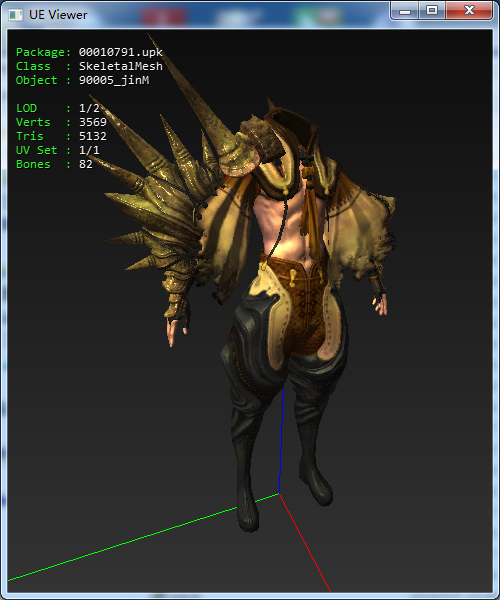 UE Viewer
Package: 00010791.upk
Class : SkeletalMesh
Object : 90005_jinM
LOD : 1/2
Verts : 3569
Tris : 5132
UV Set : 1/1
Bones : 82